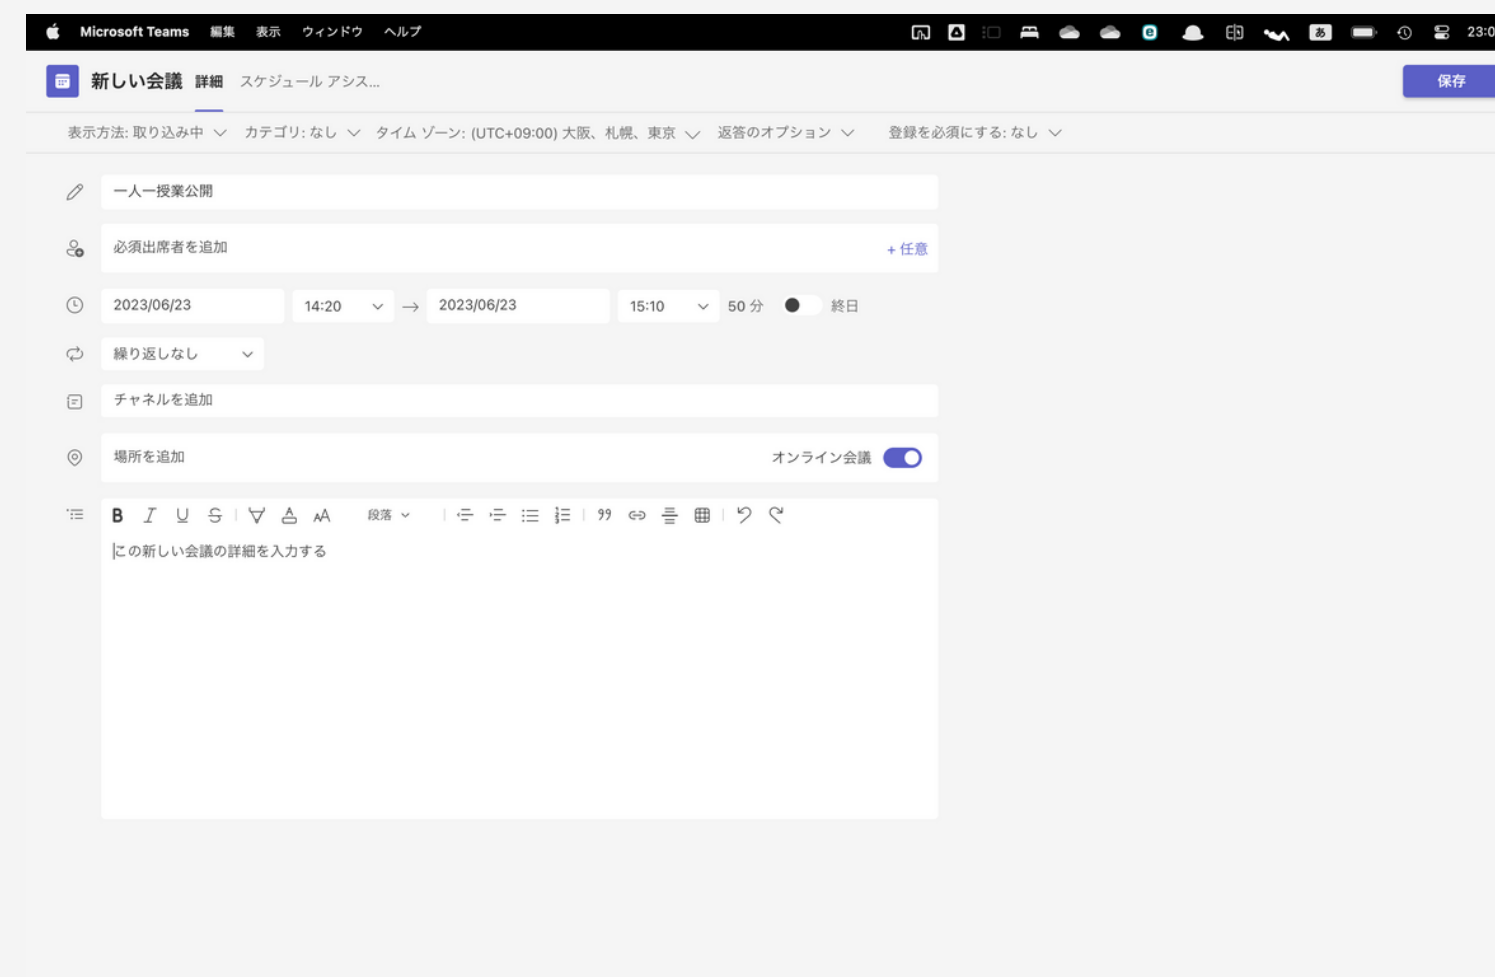 Microsoft Teams 編集 表示 ウィンドウ ヘルプ あ
新しい会議 詳細 スケジュール アシス... 保存
表示方法: 取り込み中 カテゴリ: なし タイム ゾーン: (UTC+09:00) 大阪、札幌、東京 返答のオプション 登録を必須にする: なし
一人一授業公開
必須出席者を追加 + 任意
2023/06/23 14:20 → 2023/06/23 15:10 50 分 終日
繰り返しなし
チャネルを追加
場所を追加 オンライン会議
B I U S A AA 段落
この新しい会議の詳細を入力する